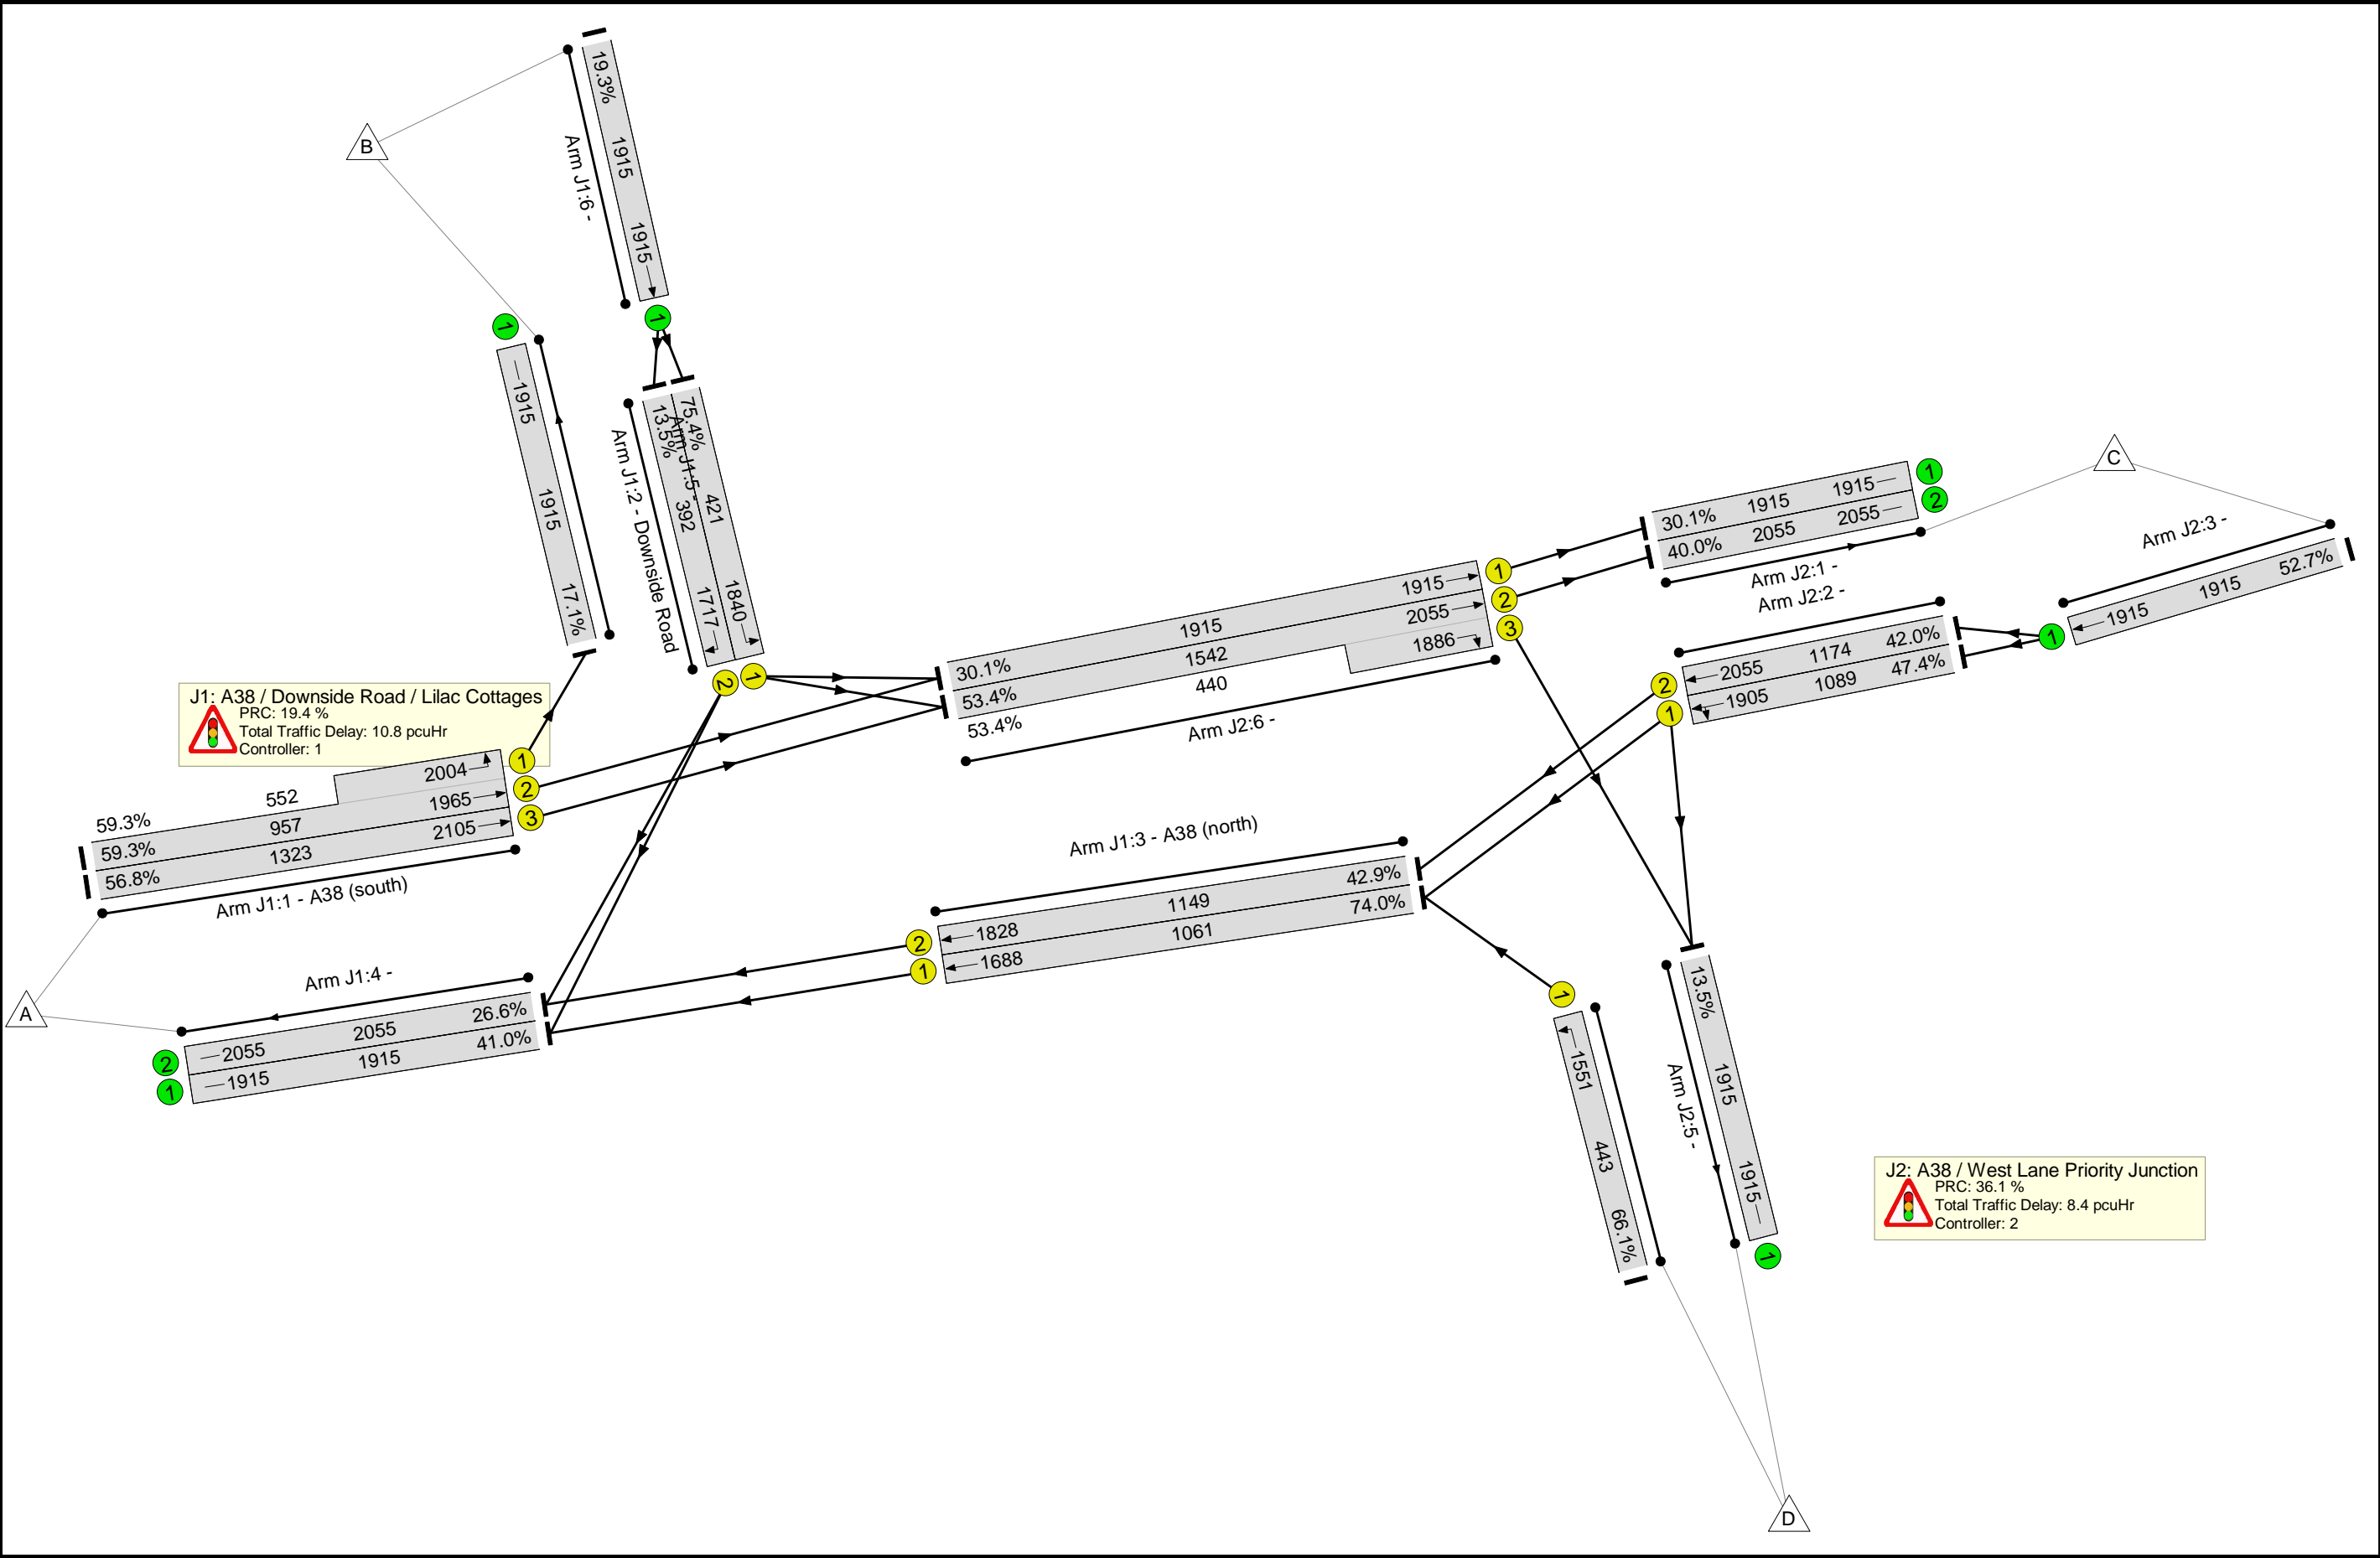 B
19.3%
1915
1915
Arm J1:6 -
1
1
1915
1915
17.1%
Arm J1:5 -
75.4%
13.5%
421
392
1840
1717
Arm J1:2 - Downside Road
2
1
J1: A38 / Downside Road / Lilac Cottages
PRC: 19.4 %
Total Traffic Delay: 10.8 pcuHr
Controller: 1
59.3% 552 2004 1
59.3% 957 1965 2
56.8% 1323 2105 3
Arm J1:1 - A38 (south)
A
Arm J1:4 -
2 2055 2055 26.6%
1 1915 1915 41.0%
30.1% 1915 1915 1
53.4% 1542 2055 2
53.4% 440 1886 3
Arm J2:6 -
30.1% 1915 1915 1
40.0% 2055 2055 2
Arm J2:1 -
C
Arm J2:3 -
1 1915 1915 52.7%
Arm J2:2 -
2 2055 1174 42.0%
1 1905 1089 47.4%
Arm J1:3 - A38 (north)
2 1828 1149 42.9%
1 1688 1061 74.0%
1
1551
443
66.1%
13.5%
1915
1915
1
Arm J2:5 -
J2: A38 / West Lane Priority Junction
PRC: 36.1 %
Total Traffic Delay: 8.4 pcuHr
Controller: 2
D